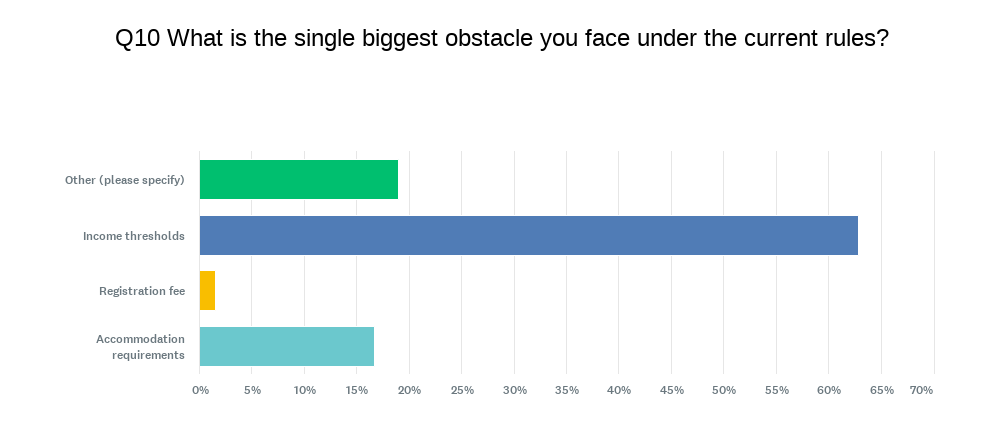 Q10 What is the single biggest obstacle you face under the current rules?
Other (please specify)
Income thresholds
Registration fee
Accommodation
requirements
0% 5% 10% 15% 20% 25% 30% 35% 40% 45% 50% 55% 60% 65% 70%